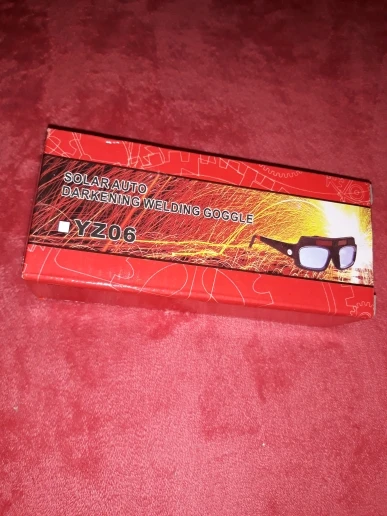 SOLAR AUTO
DARKENING WELDING GOGGLE
YZ06